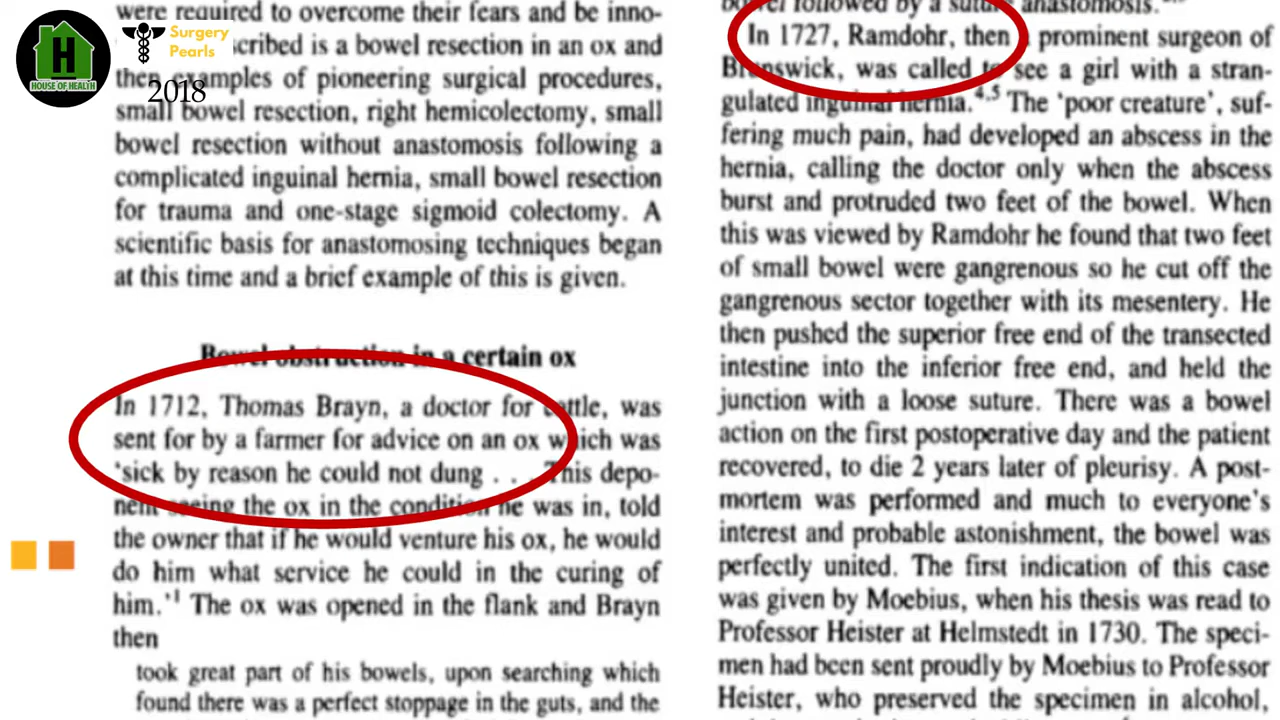 H
HOUSE OF HEALTH
Surgery
Pearls
2018
were required to overcome their fears and be inno-
cribed is a bowel resection in an ox and
then examples of pioneering surgical procedures,
small bowel resection, right hemicolectomy, small
bowel resection without anastomosis following a
complicated inguinal hernia, small bowel resection
for trauma and one-stage sigmoid colectomy. A
scientific basis for anastomosing techniques began
at this time and a brief example of this is given.
Bowel obstruction in a certain ox
In 1712, Thomas Brayn, a doctor for cattle, was
sent for by a farmer for advice on an ox which was
'sick by reason he could not dung . . . This depo-
nent seeing the ox in the condition he was in, told
the owner that if he would venture his ox, he would
do him what service he could in the curing of
him.'1 The ox was opened in the flank and Brayn
then
took great part of his bowels, upon searching which
found there was a perfect stoppage in the guts, and the
bowel followed by a suture anastomosis.
In 1727, Ramdohr, then a prominent surgeon of
Brunswick, was called to see a girl with a stran-
gulated inguinal hernia.4,5 The 'poor creature', suf-
fering much pain, had developed an abscess in the
hernia, calling the doctor only when the abscess
burst and protruded two feet of the bowel. When
this was viewed by Ramdohr he found that two feet
of small bowel were gangrenous so he cut off the
gangrenous sector together with its mesentery. He
then pushed the superior free end of the transected
intestine into the inferior free end, and held the
junction with a loose suture. There was a bowel
action on the first postoperative day and the patient
recovered, to die 2 years later of pleurisy. A post-
mortem was performed and much to everyone's
interest and probable astonishment, the bowel was
perfectly united. The first indication of this case
was given by Moebius, when his thesis was read to
Professor Heister at Helmstedt in 1730. The speci-
men had been sent proudly by Moebius to Professor
Heister, who preserved the specimen in alcohol,